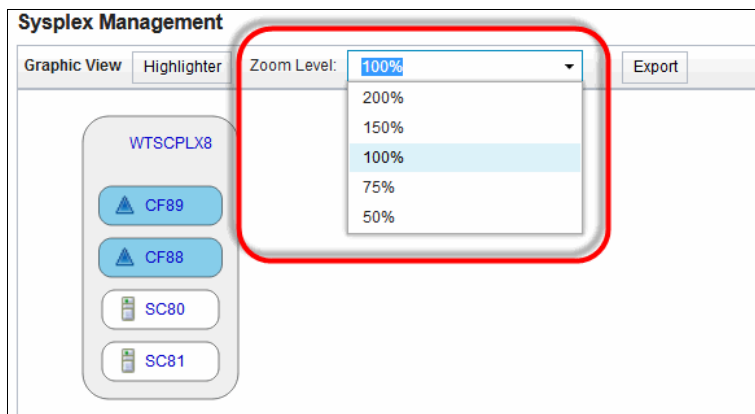 Sysplex Management
Graphic View Highlighter Zoom Level: 100% Export
200%
150%
100%
75%
50%
WTSCPLX8
CF89
CF88
SC80
SC81